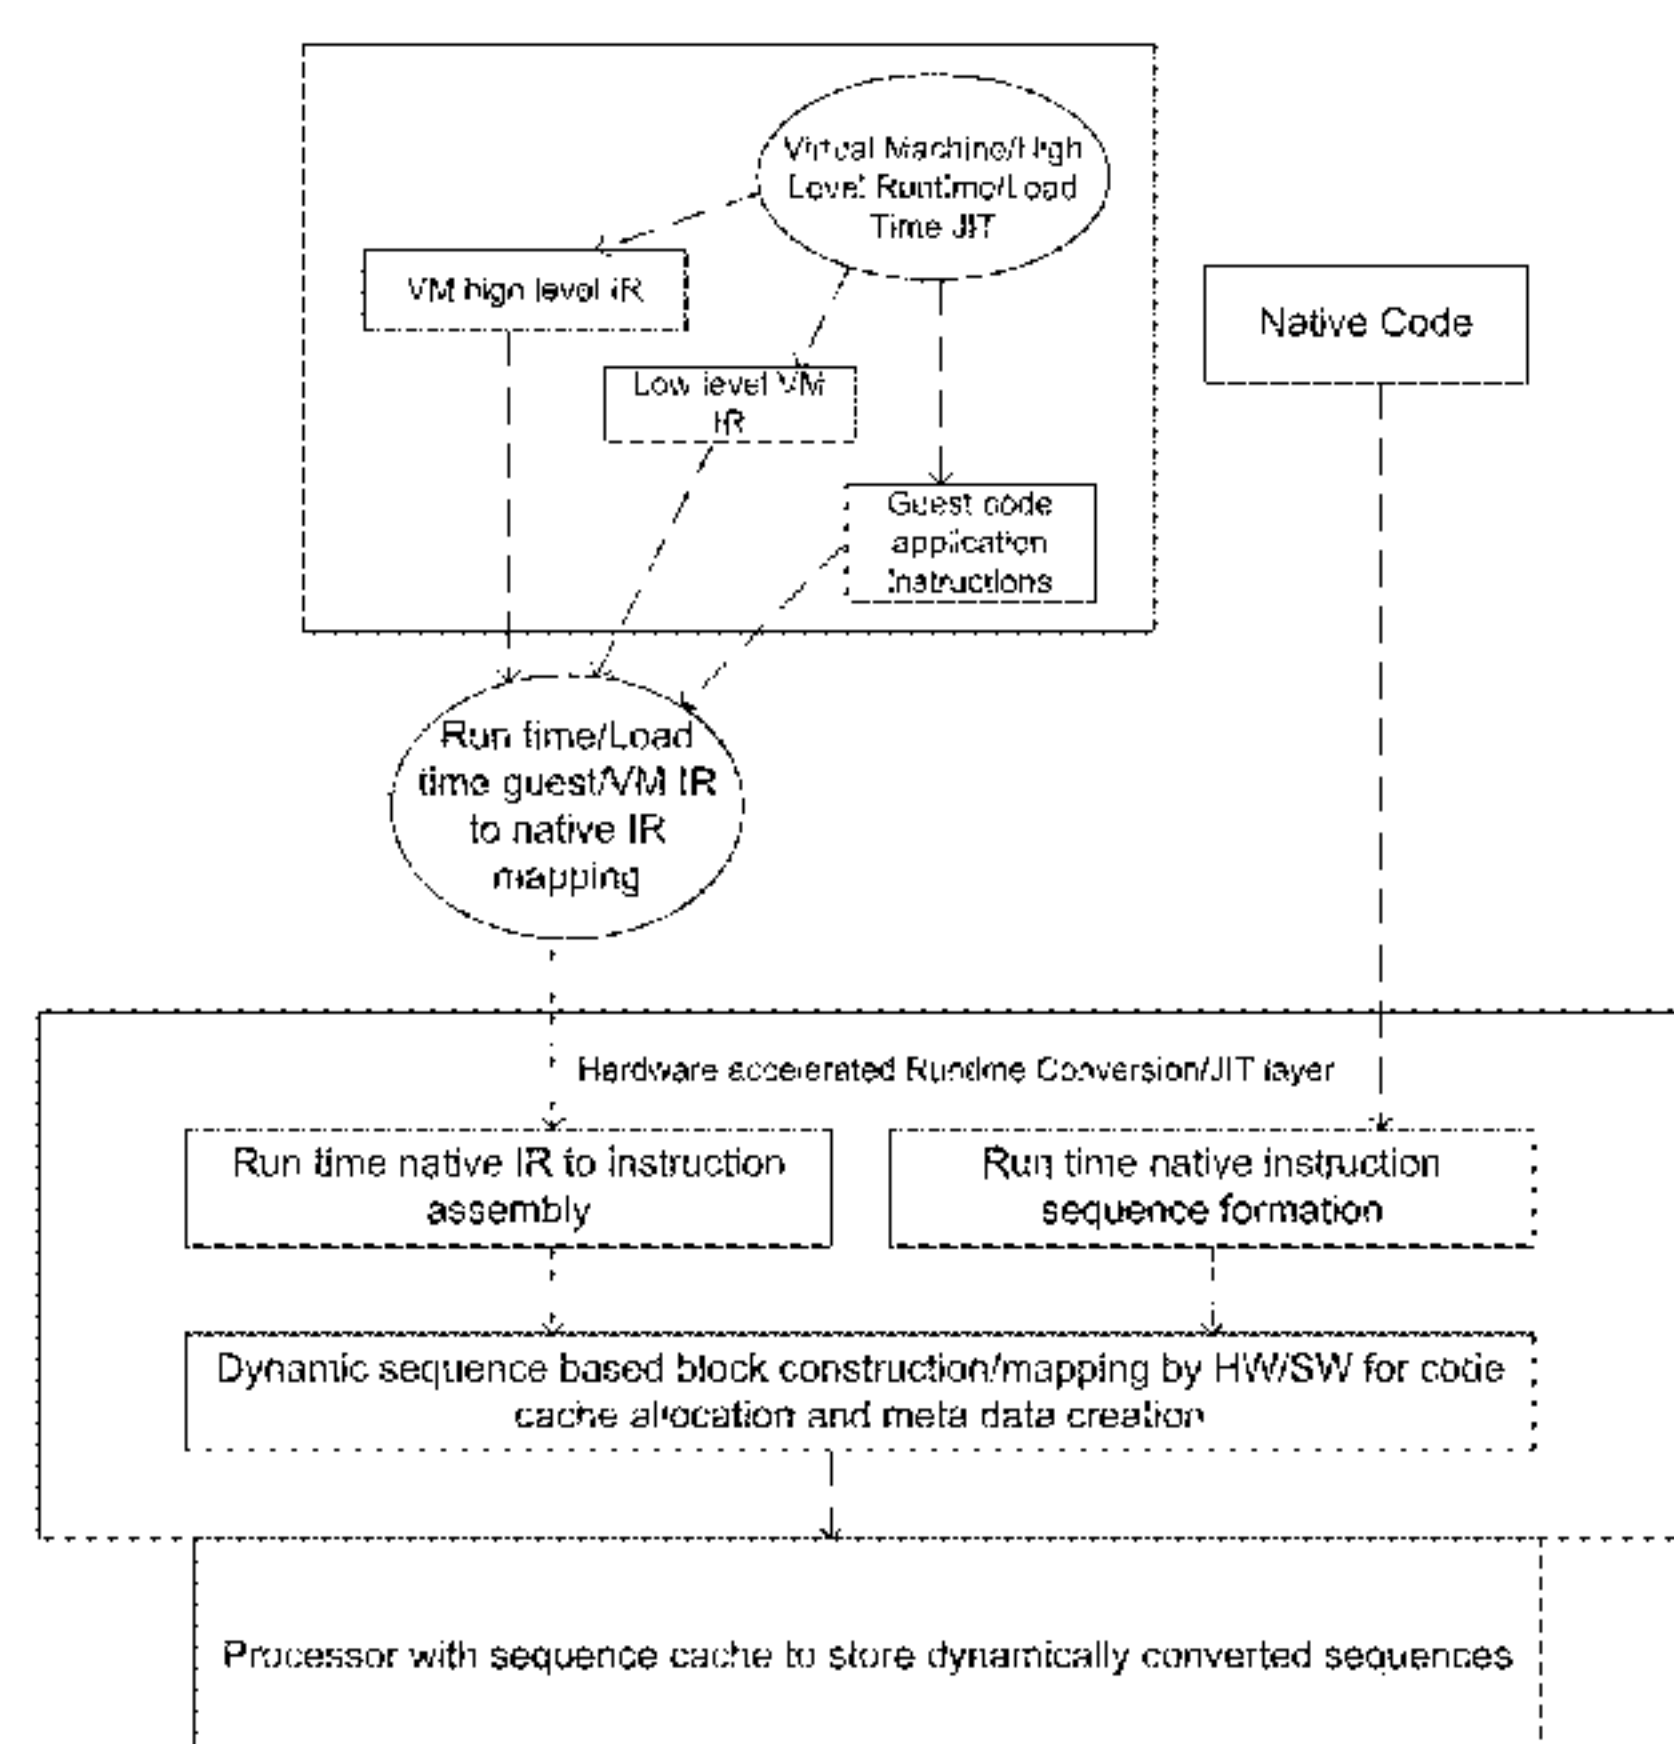 Virtual Machine/High
Level Runtime/Load
Time JIT
VM high level IR
Native Code
Low level VM
IR
Guest code
application
instructions
Run time/Load
time guest/VM IR
to native IR
mapping
Hardware accelerated Runtime Conversion/JIT layer
Run time native IR to instruction
assembly
Run time native instruction
sequence formation
Dynamic sequence based block construction/mapping by HW/SW for code
cache allocation and meta data creation
Processor with sequence cache to store dynamically converted sequences